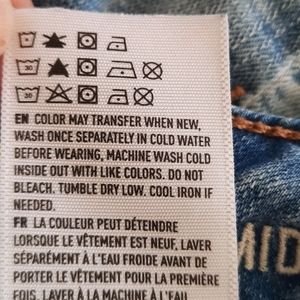 EN COLOR MAY TRANSFER WHEN NEW,
WASH ONCE SEPARATELY IN COLD WATER
BEFORE WEARING, MACHINE WASH COLD
INSIDE OUT WITH LIKE COLORS. DO NOT
BLEACH. TUMBLE DRY LOW. COOL IRON IF
NEEDED.
FR LA COULEUR PEUT DÉTEINDRE
LORSQUE LE VÊTEMENT EST NEUF, LAVER
SÉPARÉMENT À L'EAU FROIDE AVANT DE
PORTER LE VÊTEMENT POUR LA PREMIÈRE
FOIS. LAVER À LA MACHINE À L'EAU
MID